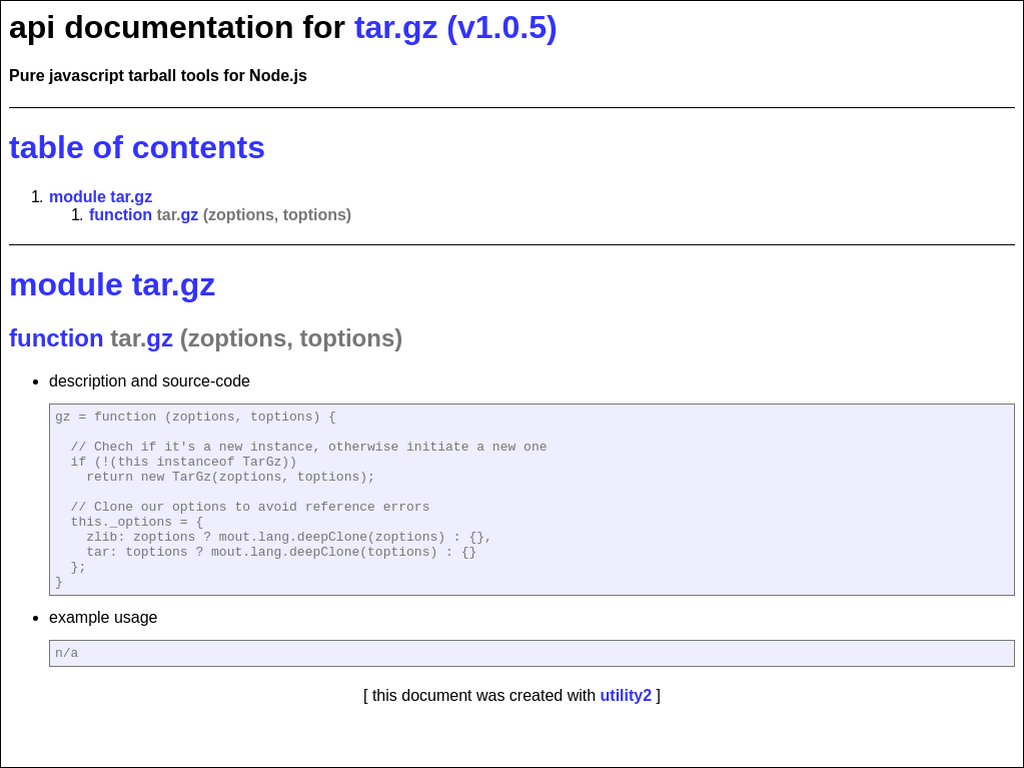 api documentation for tar.gz (v1.0.5)
Pure javascript tarball tools for Node.js
table of contents
1. module tar.gz
1. function tar.gz (zoptions, toptions)
module tar.gz
function tar.gz (zoptions, toptions)
• description and source-code
gz = function (zoptions, toptions) {
  // Chech if it's a new instance, otherwise initiate a new one
  if (!(this instanceof TarGz))
    return new TarGz(zoptions, toptions);
  // Clone our options to avoid reference errors
  this._options = {
    zlib: zoptions ? mout.lang.deepClone(zoptions) : {},
    tar: toptions ? mout.lang.deepClone(toptions) : {}
  };
}
• example usage
n/a
[ this document was created with utility2 ]